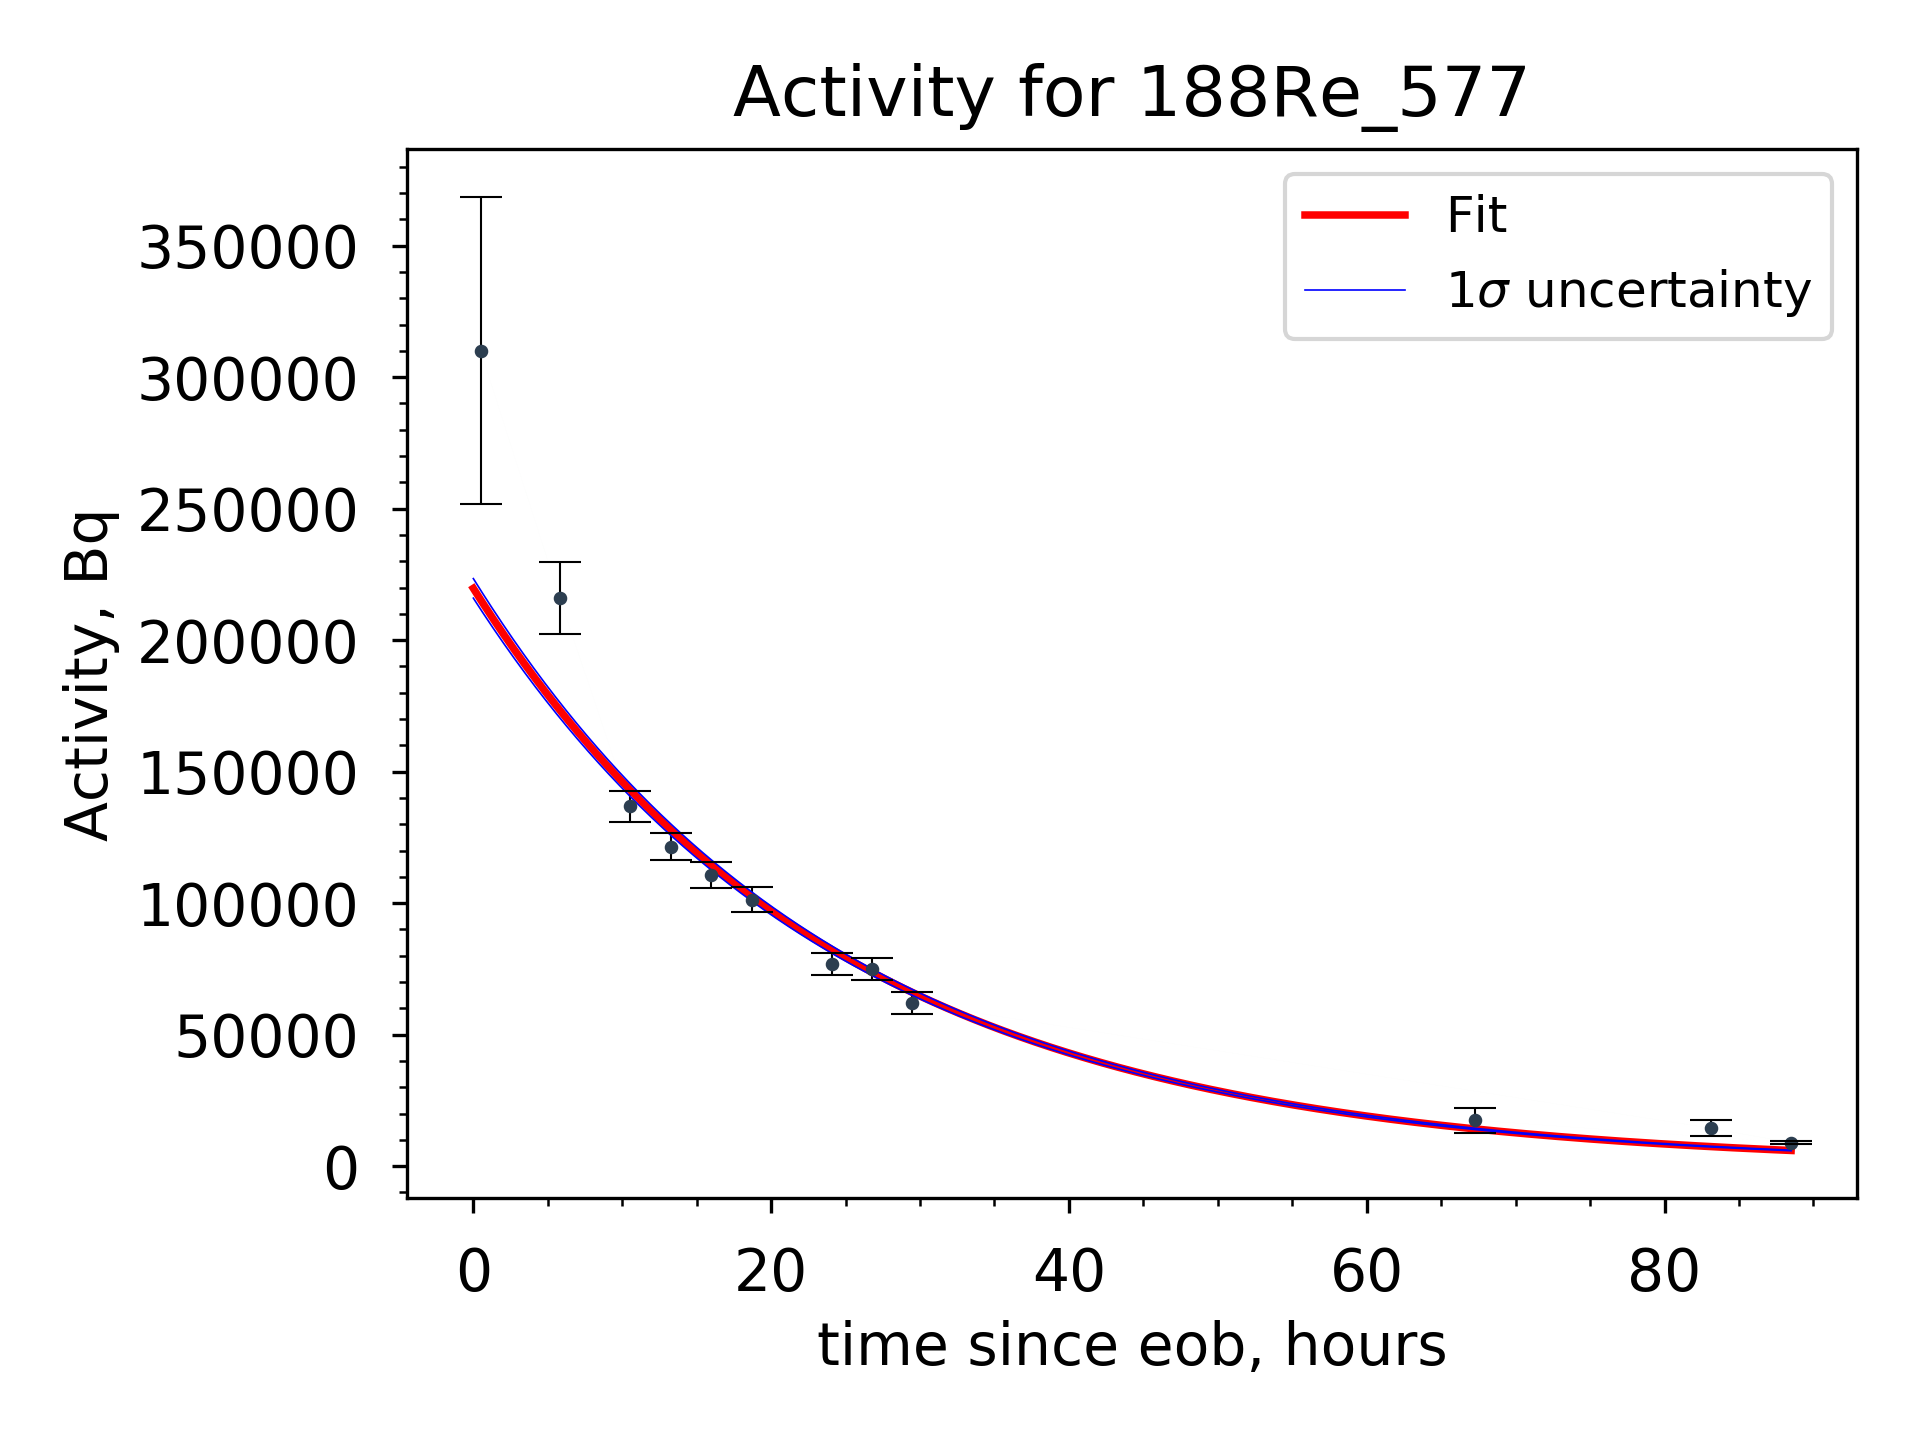 Activity for 188Re_577
Fit
1σ uncertainty
Activity, Bq
350000
300000
250000
200000
150000
100000
50000
0
0 20 40 60 80
time since eob, hours